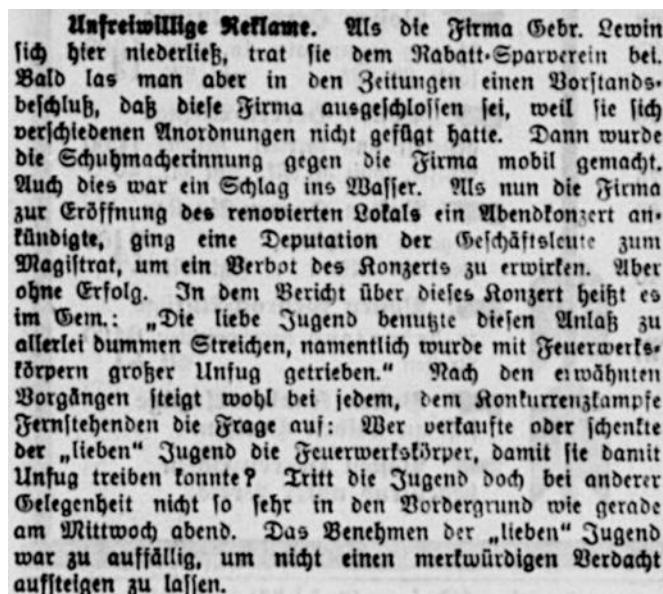 Unfreiwillige Reklame. Als die Firma Gebr. Lewin
sich hier niederließ, trat sie dem Rabatt-Sparverein bei.
Bald las man aber in den Zeitungen einen Vorstands-
beschluß, daß diese Firma ausgeschlossen sei, weil sie sich
verschiedenen Anordnungen nicht gefügt hatte. Dann wurde
die Schuhmacherinnung gegen die Firma mobil gemacht.
Auch dies war ein Schlag ins Wasser. Als nun die Firma
zur Eröffnung des renovierten Lokals ein Abendkonzert an-
kündigte, ging eine Deputation der Geschäftsleute zum
Magistrat, um ein Verbot des Konzerts zu erwirken. Aber
ohne Erfolg. In dem Bericht über dieses Konzert heißt es
im Gem.: „Die liebe Jugend benutzte diesen Anlaß zu
allerlei dummen Streichen, namentlich wurde mit Feuerwerks-
körpern großer Unfug getrieben.“ Nach den erwähnten
Vorgängen steigt wohl bei jedem, dem Konkurrenzkampfe
Fernstehenden die Frage auf: Wer verkaufte oder schenkte
der „lieben“ Jugend die Feuerwerkskörper, damit sie damit
Unfug treiben konnte? Tritt die Jugend doch bei anderer
Gelegenheit nicht so sehr in den Vordergrund wie gerade
am Mittwoch abend. Das Benehmen der „lieben“ Jugend
war zu auffällig, um nicht einen merkwürdigen Verdacht
aufsteigen zu lassen.